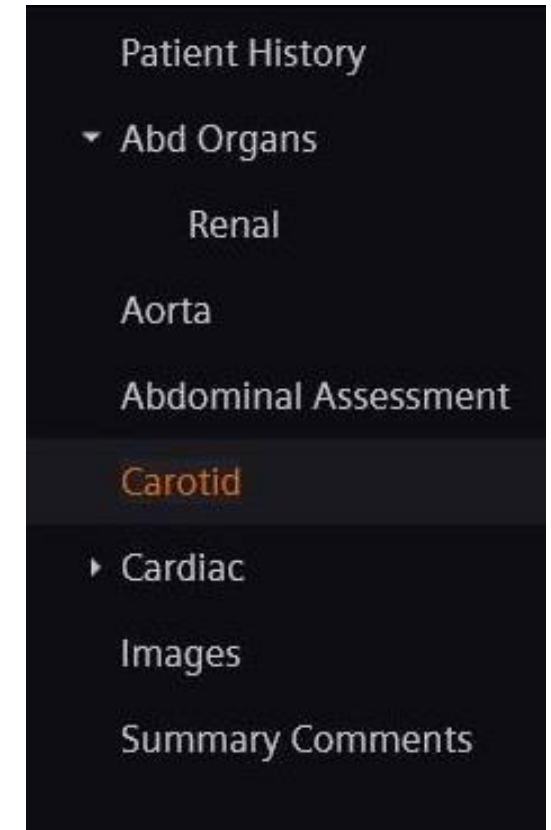 Patient History
Abd Organs
Renal
Aorta
Abdominal Assessment
Carotid
Cardiac
Images
Summary Comments